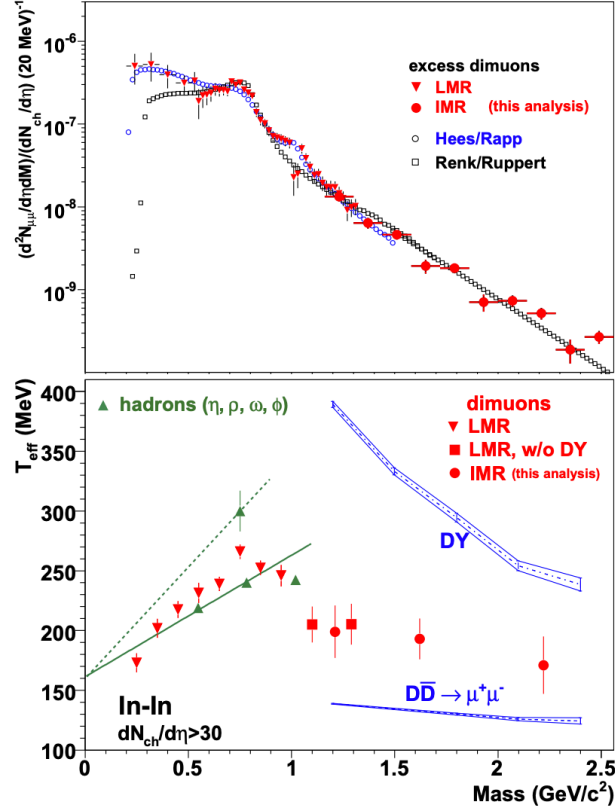 10⁻⁶
10⁻⁷
10⁻⁸
10⁻⁹
(d²N_μμ/dηdM)/(dN_ch/dη) (20 MeV)⁻¹
excess dimuons
LMR
IMR (this analysis)
Hees/Rapp
Renk/Ruppert
400
350
300
250
200
150
100
T_eff (MeV)
hadrons (η, ρ, ω, ϕ)
dimuons
LMR
LMR, w/o DY
IMR (this analysis)
DY
DD̅ → μ⁺μ⁻
In-In
dN_ch/dη>30
0 0.5 1 1.5 2 2.5
Mass (GeV/c²)